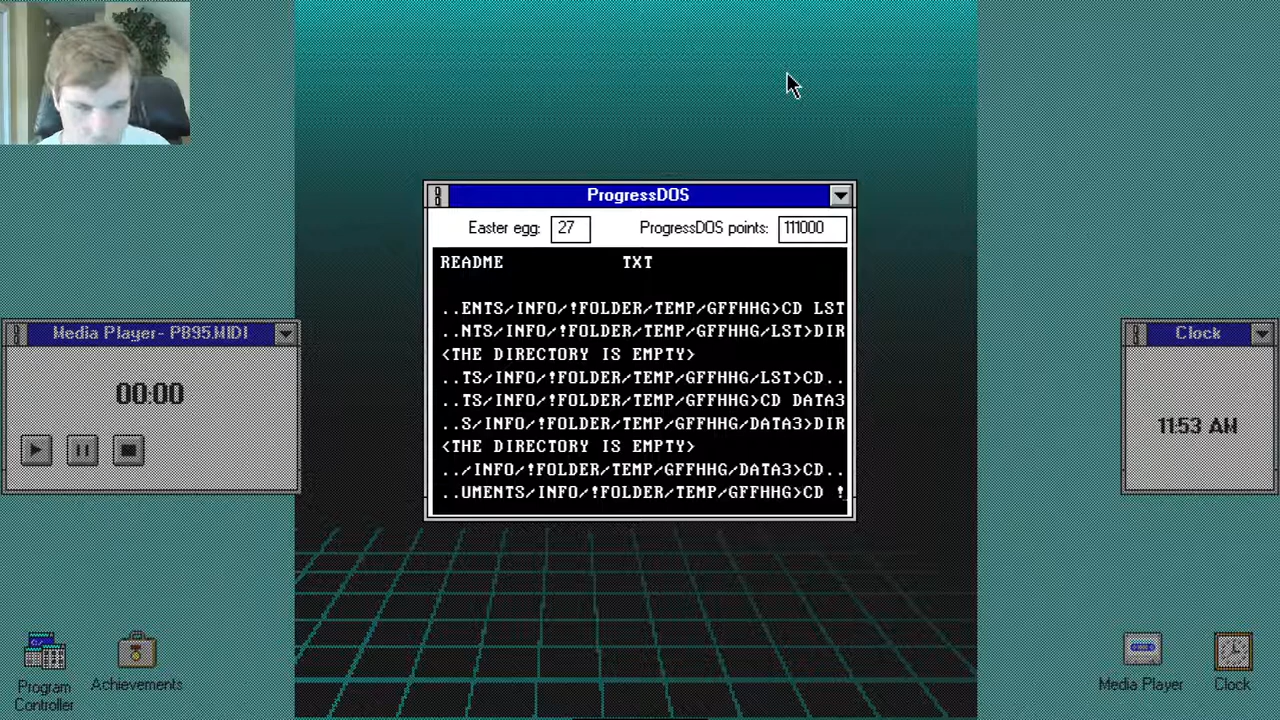 ProgressDOS
Easter egg: 27 ProgressDOS points: 111000
README TXT
..ENTS/INFO/!FOLDER/TEMP/GFFHHG>CD LST
..NTS/INFO/!FOLDER/TEMP/GFFHHG/LST>DIR
<THE DIRECTORY IS EMPTY>
..TS/INFO/!FOLDER/TEMP/GFFHHG/LST>CD..
..TS/INFO/!FOLDER/TEMP/GFFHHG>CD DATA3
..S/INFO/!FOLDER/TEMP/GFFHHG/DATA3>DIR
<THE DIRECTORY IS EMPTY>
../INFO/!FOLDER/TEMP/GFFHHG/DATA3>CD..
..UMENTS/INFO/!FOLDER/TEMP/GFFHHG>CD !_
Media Player- PB95.MIDI
00:00
Clock
11:53 AM
Program
Controller
Achievements
Media Player
Clock